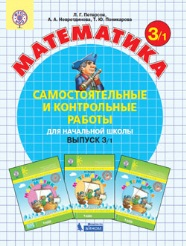 Л. Г. Петерсон,
А. А. Невретдинова, Т. Ю. Поникарова
МАТЕМАТИКА
3/1
САМОСТОЯТЕЛЬНЫЕ
И КОНТРОЛЬНЫЕ
РАБОТЫ
ДЛЯ НАЧАЛЬНОЙ ШКОЛЫ
ВЫПУСК 3/1